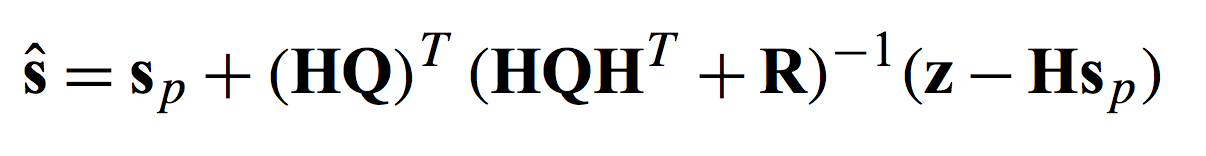 ŝ = s_p + (HQ)^T (HQH^T + R)^{-1}(z − Hs_p)